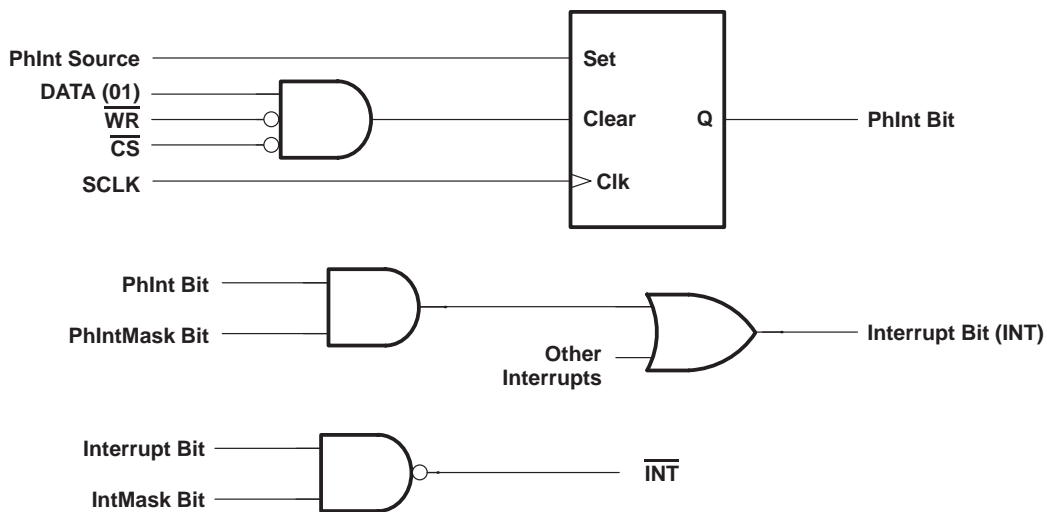 PhInt Source
DATA (01)
WR
CS
SCLK
Set
Clear
Q
Clk
PhInt Bit
PhInt Bit
PhIntMask Bit
Other
Interrupts
Interrupt Bit (INT)
Interrupt Bit
IntMask Bit
INT